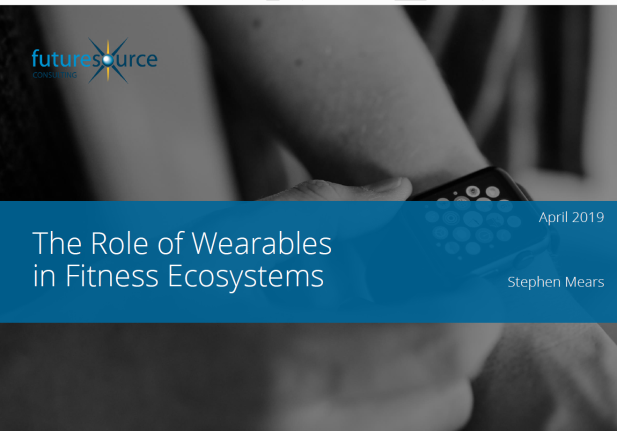 futuresource
CONSULTING
April 2019
The Role of Wearables
in Fitness Ecosystems
Stephen Mears